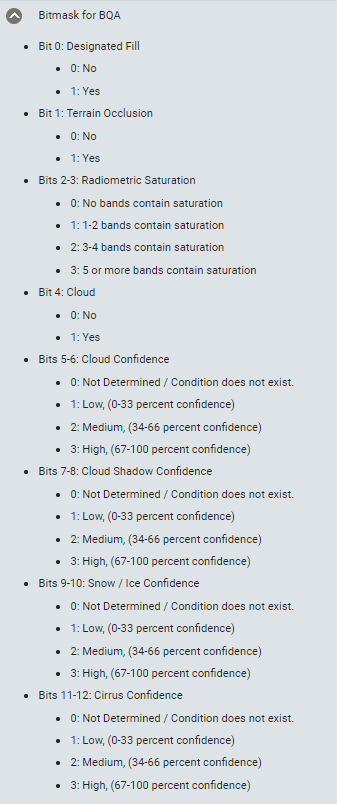 Bitmask for BQA
Bit 0: Designated Fill
0: No
1: Yes
Bit 1: Terrain Occlusion
0: No
1: Yes
Bits 2-3: Radiometric Saturation
0: No bands contain saturation
1: 1-2 bands contain saturation
2: 3-4 bands contain saturation
3: 5 or more bands contain saturation
Bit 4: Cloud
0: No
1: Yes
Bits 5-6: Cloud Confidence
0: Not Determined / Condition does not exist.
1: Low, (0-33 percent confidence)
2: Medium, (34-66 percent confidence)
3: High, (67-100 percent confidence)
Bits 7-8: Cloud Shadow Confidence
0: Not Determined / Condition does not exist.
1: Low, (0-33 percent confidence)
2: Medium, (34-66 percent confidence)
3: High, (67-100 percent confidence)
Bits 9-10: Snow / Ice Confidence
0: Not Determined / Condition does not exist.
1: Low, (0-33 percent confidence)
2: Medium, (34-66 percent confidence)
3: High, (67-100 percent confidence)
Bits 11-12: Cirrus Confidence
0: Not Determined / Condition does not exist.
1: Low, (0-33 percent confidence)
2: Medium, (34-66 percent confidence)
3: High, (67-100 percent confidence)